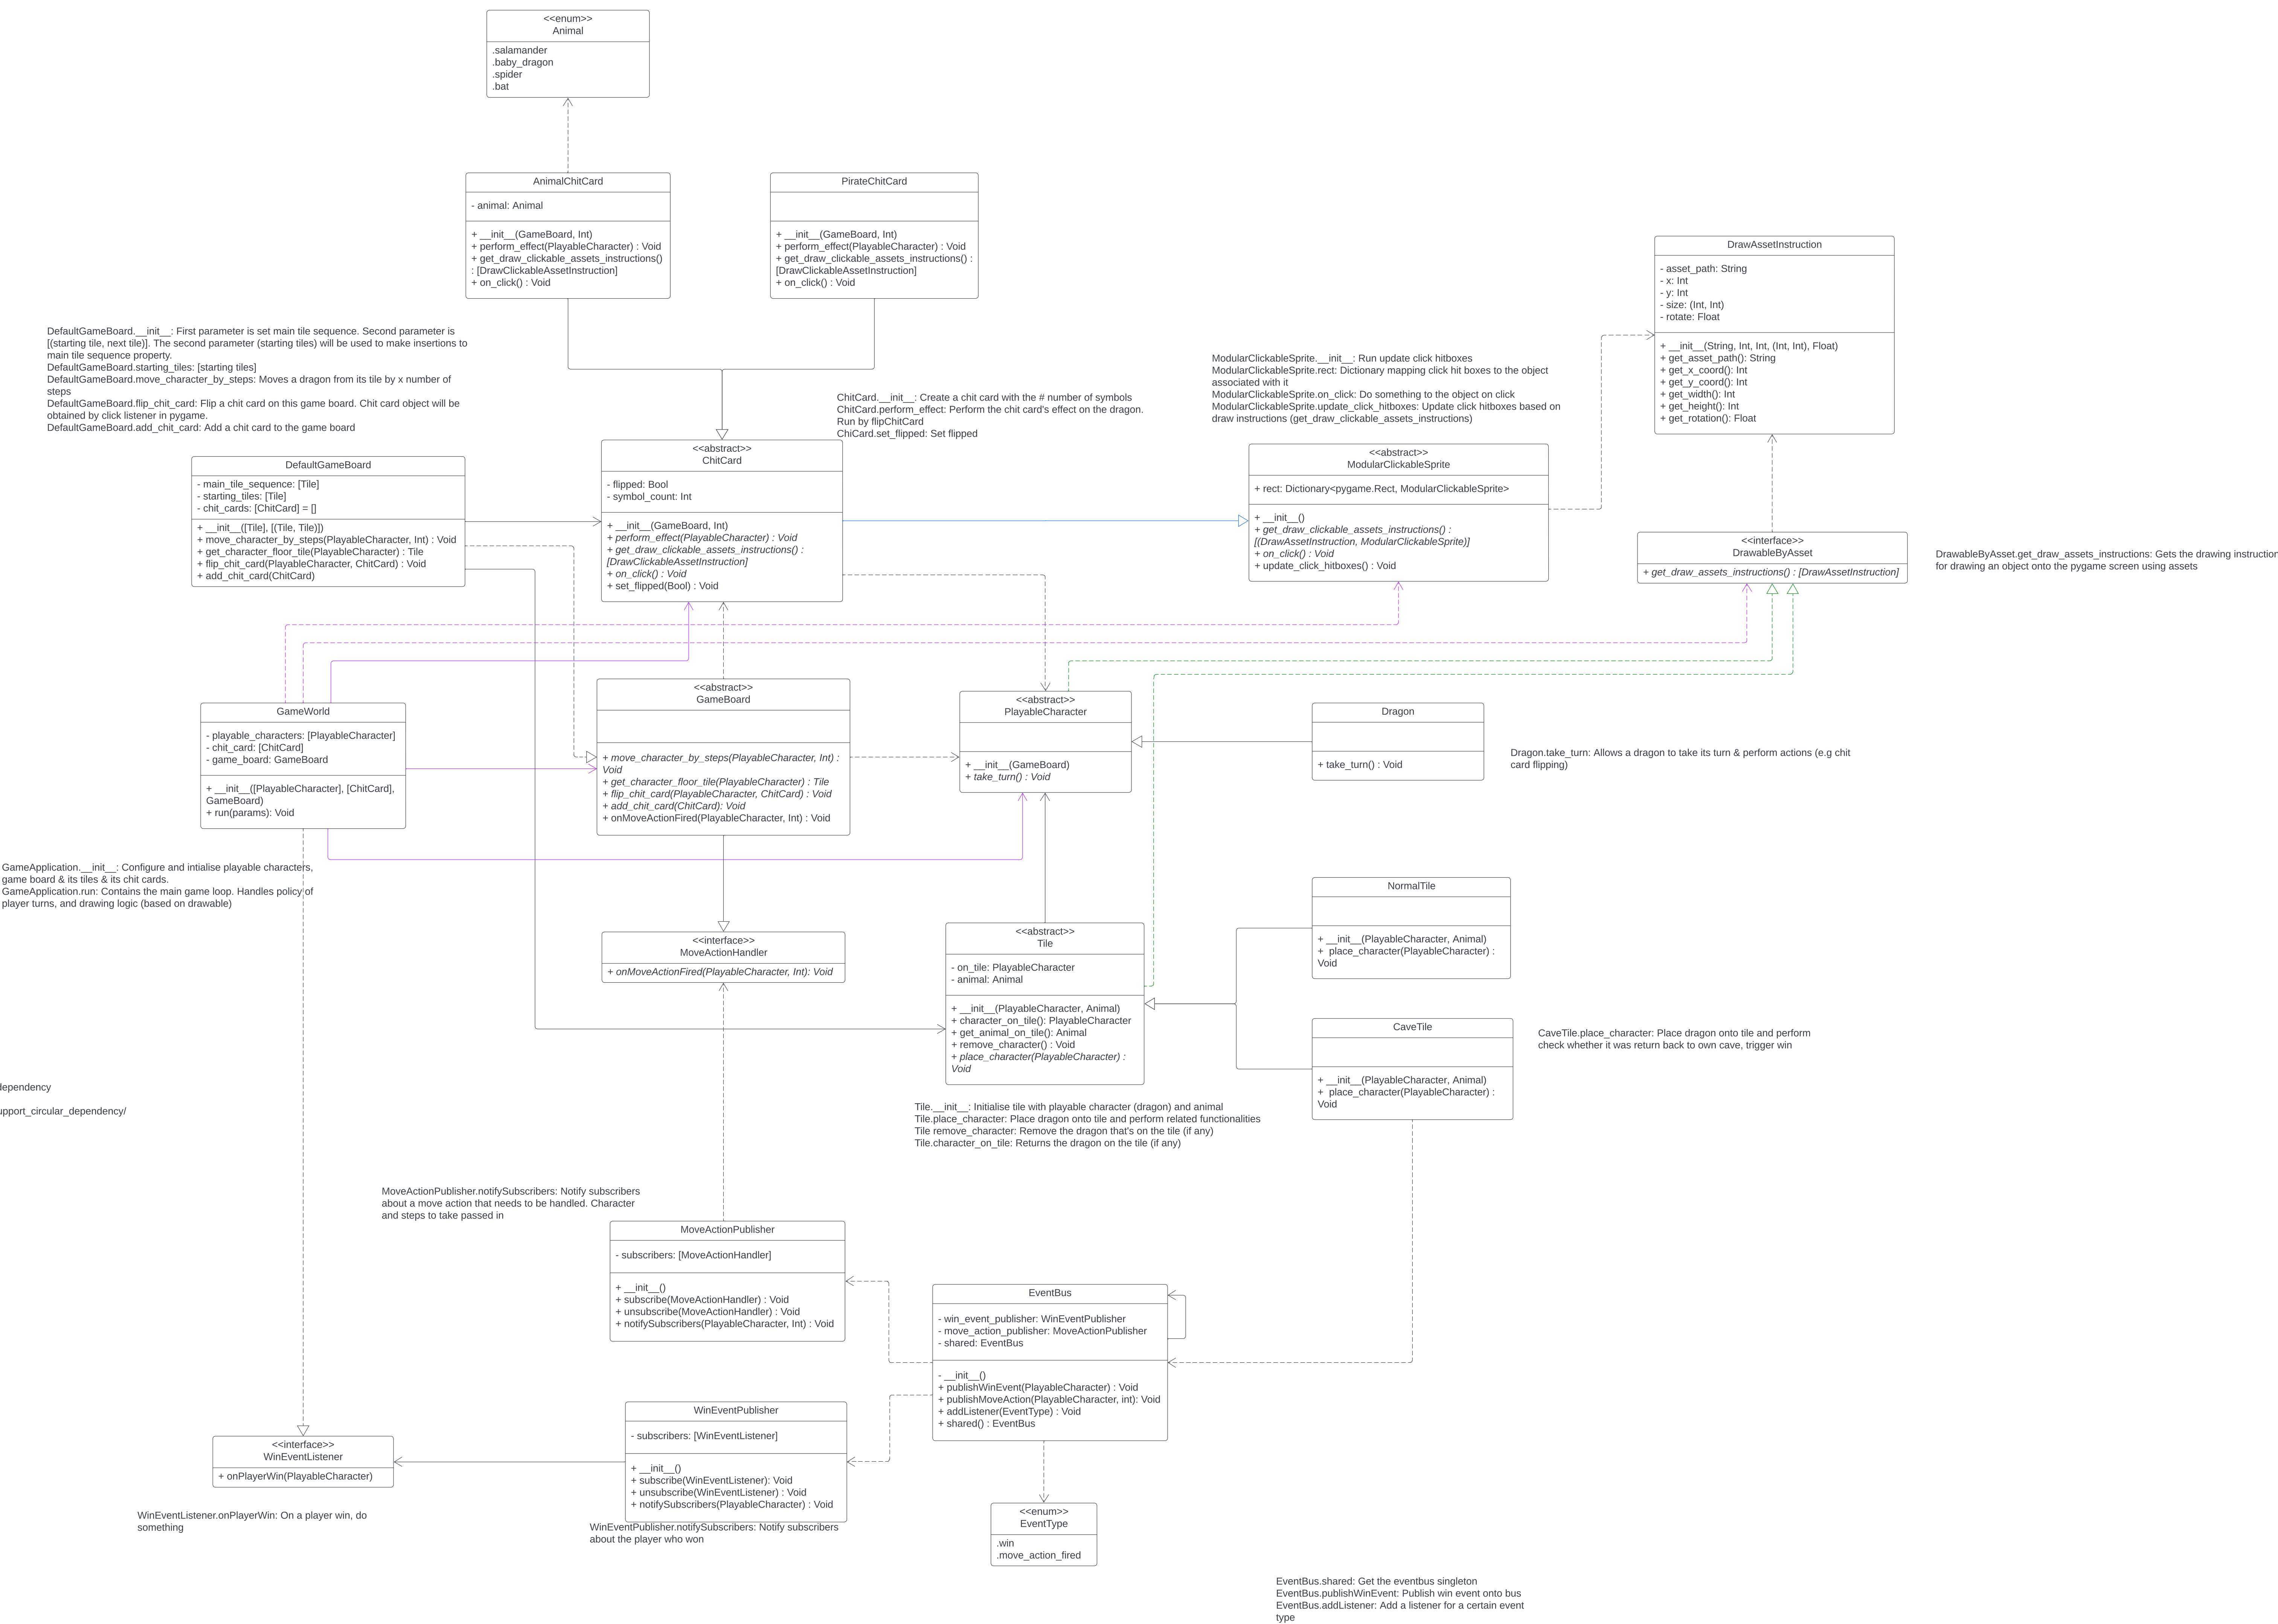 <<enum>>
Animal
.salamander
.baby_dragon
.spider
.bat
AnimalChitCard
- animal: Animal
+ __init__(GameBoard, Int)
+ perform_effect(PlayableCharacter) : Void
+ get_draw_clickable_assets_instructions()
: [DrawClickableAssetInstruction]
+ on_click() : Void
PirateChitCard
+ __init__(GameBoard, Int)
+ perform_effect(PlayableCharacter) : Void
+ get_draw_clickable_assets_instructions() :
[DrawClickableAssetInstruction]
+ on_click() : Void
DrawAssetInstruction
- asset_path: String
- x: Int
- y: Int
- size: (Int, Int)
- rotate: Float
+ __init__(String, Int, Int, (Int, Int), Float)
+ get_asset_path(): String
+ get_x_coord(): Int
+ get_y_coord(): Int
+ get_width(): Int
+ get_height(): Int
+ get_rotation(): Float
DefaultGameBoard.__init__: First parameter is set main tile sequence. Second parameter is
[(starting tile, next tile)]. The second parameter (starting tiles) will be used to make insertions to
main tile sequence property.
DefaultGameBoard.starting_tiles: [starting tiles]
DefaultGameBoard.move_character_by_steps: Moves a dragon from its tile by x number of
steps
DefaultGameBoard.flip_chit_card: Flip a chit card on this game board. Chit card object will be
obtained by click listener in pygame.
DefaultGameBoard.add_chit_card: Add a chit card to the game board
ChitCard.__init__: Create a chit card with the # number of symbols
ChitCard.perform_effect: Perform the chit card's effect on the dragon.
Run by flipChitCard
ChiCard.set_flipped: Set flipped
ModularClickableSprite.__init__: Run update click hitboxes
ModularClickableSprite.rect: Dictionary mapping click hit boxes to the object
associated with it
ModularClickableSprite.on_click: Do something to the object on click
ModularClickableSprite.update_click_hitboxes: Update click hitboxes based on
draw instructions (get_draw_clickable_assets_instructions)
DefaultGameBoard
- main_tile_sequence: [Tile]
- starting_tiles: [Tile]
- chit_cards: [ChitCard] = []
+ __init__([Tile], [(Tile, Tile)])
+ move_character_by_steps(PlayableCharacter, Int) : Void
+ get_character_floor_tile(PlayableCharacter) : Tile
+ flip_chit_card(PlayableCharacter, ChitCard) : Void
+ add_chit_card(ChitCard)
<<abstract>>
ChitCard
- flipped: Bool
- symbol_count: Int
+ __init__(GameBoard, Int)
+ perform_effect(PlayableCharacter) : Void
+ get_draw_clickable_assets_instructions() :
[DrawClickableAssetInstruction]
+ on_click() : Void
+ set_flipped(Bool) : Void
<<abstract>>
ModularClickableSprite
+ rect: Dictionary<pygame.Rect, ModularClickableSprite>
+ __init__()
+ get_draw_clickable_assets_instructions() :
[(DrawAssetInstruction, ModularClickableSprite)]
+ on_click() : Void
+ update_click_hitboxes() : Void
<<interface>>
DrawableByAsset
+ get_draw_assets_instructions() : [DrawAssetInstruction]
DrawableByAsset.get_draw_assets_instructions: Gets the drawing instruction
for drawing an object onto the pygame screen using assets
GameWorld
- playable_characters: [PlayableCharacter]
- chit_card: [ChitCard]
- game_board: GameBoard
+ __init__([PlayableCharacter], [ChitCard],
GameBoard)
+ run(params): Void
<<abstract>>
GameBoard
+ move_character_by_steps(PlayableCharacter, Int) :
Void
+ get_character_floor_tile(PlayableCharacter) : Tile
+ flip_chit_card(PlayableCharacter, ChitCard) : Void
+ add_chit_card(ChitCard): Void
+ onMoveActionFired(PlayableCharacter, Int) : Void
<<abstract>>
PlayableCharacter
+ __init__(GameBoard)
+ take_turn() : Void
Dragon
+ take_turn() : Void
Dragon.take_turn: Allows a dragon to take its turn & perform actions (e.g chit
card flipping)
GameApplication.__init__: Configure and intialise playable characters,
game board & its tiles & its chit cards.
GameApplication.run: Contains the main game loop. Handles policy of
player turns, and drawing logic (based on drawable)
<<interface>>
MoveActionHandler
+ onMoveActionFired(PlayableCharacter, Int): Void
<<abstract>>
Tile
- on_tile: PlayableCharacter
- animal: Animal
+ __init__(PlayableCharacter, Animal)
+ character_on_tile(): PlayableCharacter
+ get_animal_on_tile(): Animal
+ remove_character() : Void
+ place_character(PlayableCharacter) :
Void
NormalTile
+ __init__(PlayableCharacter, Animal)
+ place_character(PlayableCharacter) :
Void
CaveTile
+ __init__(PlayableCharacter, Animal)
+ place_character(PlayableCharacter) :
Void
CaveTile.place_character: Place dragon onto tile and perform
check whether it was return back to own cave, trigger win
dependency
upport_circular_dependency/
Tile.__init__: Initialise tile with playable character (dragon) and animal
Tile.place_character: Place dragon onto tile and perform related functionalities
Tile remove_character: Remove the dragon that's on the tile (if any)
Tile.character_on_tile: Returns the dragon on the tile (if any)
MoveActionPublisher.notifySubscribers: Notify subscribers
about a move action that needs to be handled. Character
and steps to take passed in
MoveActionPublisher
- subscribers: [MoveActionHandler]
+ __init__()
+ subscribe(MoveActionHandler) : Void
+ unsubscribe(MoveActionHandler) : Void
+ notifySubscribers(PlayableCharacter, Int) : Void
EventBus
- win_event_publisher: WinEventPublisher
- move_action_publisher: MoveActionPublisher
- shared: EventBus
- __init__()
+ publishWinEvent(PlayableCharacter) : Void
+ publishMoveAction(PlayableCharacter, int): Void
+ addListener(EventType) : Void
+ shared() : EventBus
WinEventPublisher
- subscribers: [WinEventListener]
+ __init__()
+ subscribe(WinEventListener): Void
+ unsubscribe(WinEventListener) : Void
+ notifySubscribers(PlayableCharacter) : Void
WinEventPublisher.notifySubscribers: Notify subscribers
about the player who won
<<interface>>
WinEventListener
+ onPlayerWin(PlayableCharacter)
WinEventListener.onPlayerWin: On a player win, do
something
<<enum>>
EventType
.win
.move_action_fired
EventBus.shared: Get the eventbus singleton
EventBus.publishWinEvent: Publish win event onto bus
EventBus.addListener: Add a listener for a certain event
type